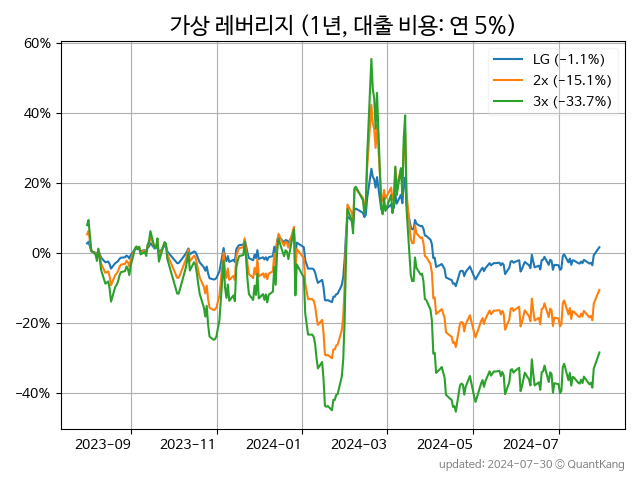 가상 레버리지 (1년, 대출 비용: 연 5%)
60%
40%
20%
0%
−20%
−40%
LG (−1.1%)
2x (−15.1%)
3x (−33.7%)
2023-09 2023-11 2024-01 2024-03 2024-05 2024-07
updated: 2024-07-30 © QuantKang